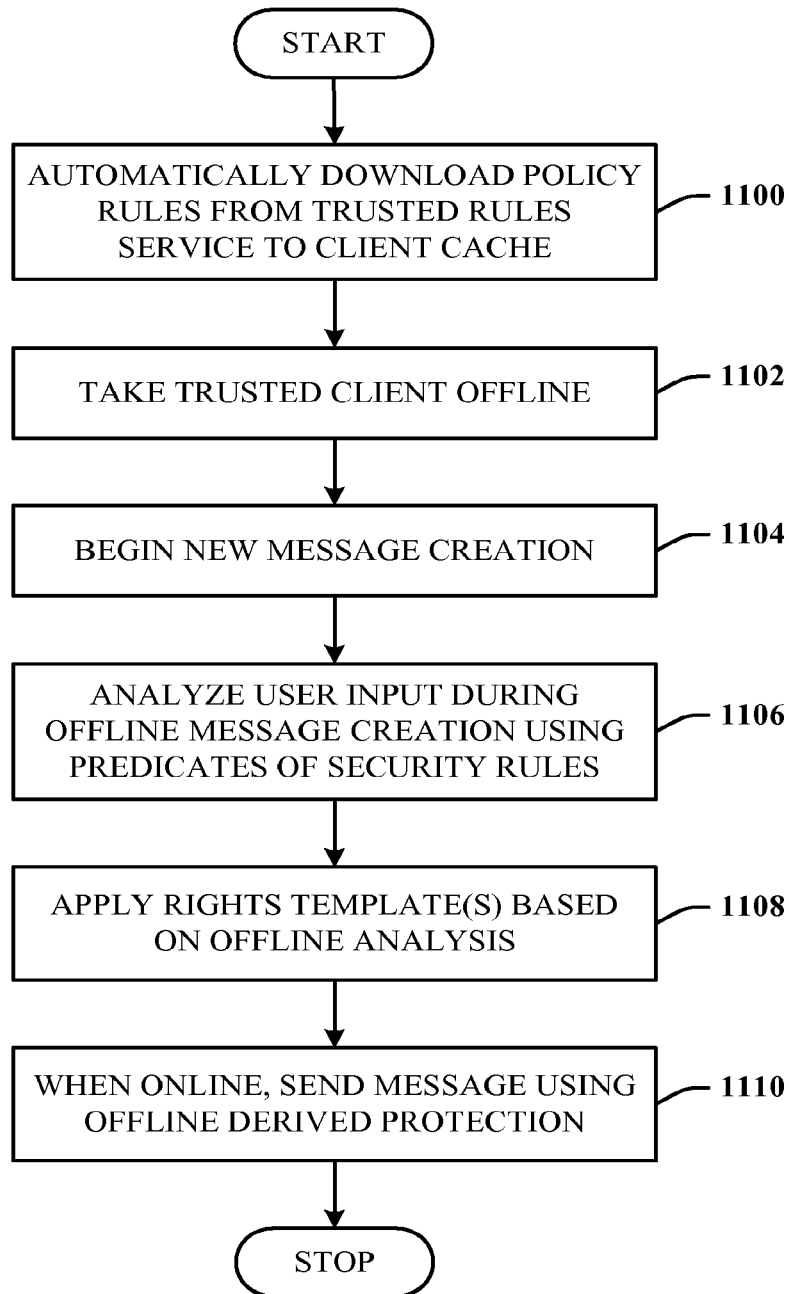 START
AUTOMATICALLY DOWNLOAD POLICY
RULES FROM TRUSTED RULES
SERVICE TO CLIENT CACHE
1100
TAKE TRUSTED CLIENT OFFLINE
1102
BEGIN NEW MESSAGE CREATION
1104
ANALYZE USER INPUT DURING
OFFLINE MESSAGE CREATION USING
PREDICATES OF SECURITY RULES
1106
APPLY RIGHTS TEMPLATE(S) BASED
ON OFFLINE ANALYSIS
1108
WHEN ONLINE, SEND MESSAGE USING
OFFLINE DERIVED PROTECTION
1110
STOP